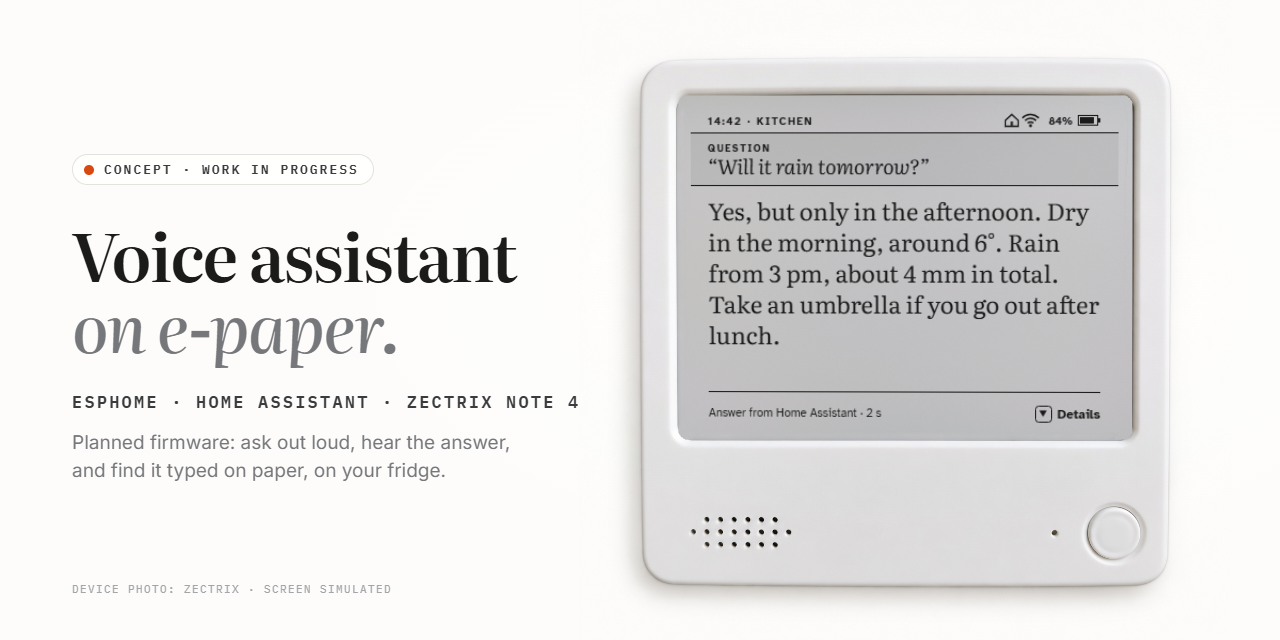 CONCEPT · WORK IN PROGRESS
Voice assistant
on e-paper.
ESPHOME · HOME ASSISTANT · ZECTRIX NOTE 4
Planned firmware: ask out loud, hear the answer,
and find it typed on paper, on your fridge.
DEVICE PHOTO: ZECTRIX · SCREEN SIMULATED
14:42 · KITCHEN
84%
QUESTION
“Will it rain tomorrow?”
Yes, but only in the afternoon. Dry
in the morning, around 6°. Rain
from 3 pm, about 4 mm in total.
Take an umbrella if you go out after
lunch.
Answer from Home Assistant · 2 s
Details